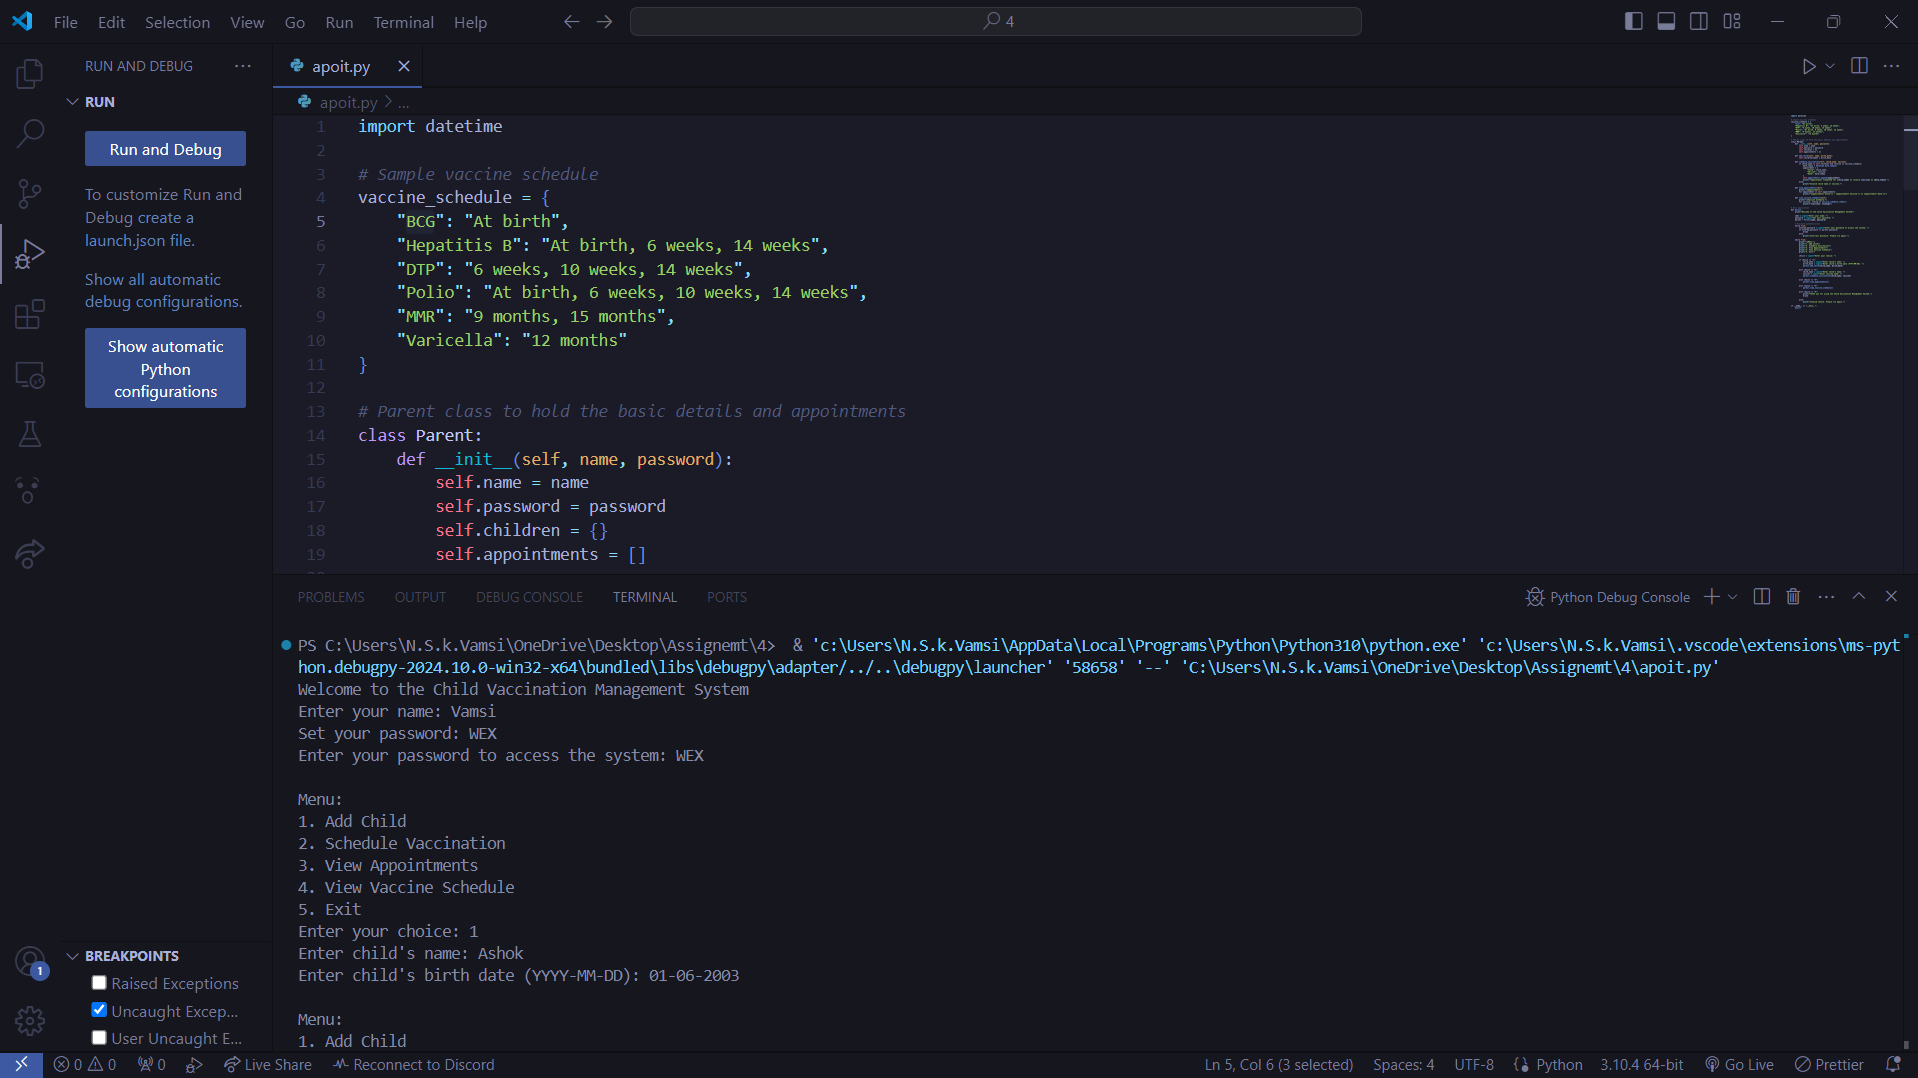 File Edit Selection View Go Run Terminal Help
4
RUN AND DEBUG
RUN
Run and Debug
To customize Run and
Debug create a
launch.json file.
Show all automatic
debug configurations.
Show automatic
Python
configurations
BREAKPOINTS
Raised Exceptions
Uncaught Excep...
User Uncaught E...
1
apoit.py
apoit.py > ...
1 import datetime
2
3 # Sample vaccine schedule
4 vaccine_schedule = {
5 "BCG": "At birth",
6 "Hepatitis B": "At birth, 6 weeks, 14 weeks",
7 "DTP": "6 weeks, 10 weeks, 14 weeks",
8 "Polio": "At birth, 6 weeks, 10 weeks, 14 weeks",
9 "MMR": "9 months, 15 months",
10 "Varicella": "12 months"
11 }
12
13 # Parent class to hold the basic details and appointments
14 class Parent:
15 def __init__(self, name, password):
16 self.name = name
17 self.password = password
18 self.children = {}
19 self.appointments = []
PROBLEMS OUTPUT DEBUG CONSOLE TERMINAL PORTS
Python Debug Console
PS C:\Users\N.S.k.Vamsi\OneDrive\Desktop\Assignemt\4> & 'c:\Users\N.S.k.Vamsi\AppData\Local\Programs\Python\Python310\python.exe' 'c:\Users\N.S.k.Vamsi\.vscode\extensions\ms-pyt
hon.debugpy-2024.10.0-win32-x64\bundled\libs\debugpy\adapter/../..\debugpy\launcher' '58658' '--' 'C:\Users\N.S.k.Vamsi\OneDrive\Desktop\Assignemt\4\apoit.py'
Welcome to the Child Vaccination Management System
Enter your name: Vamsi
Set your password: WEX
Enter your password to access the system: WEX
Menu:
1. Add Child
2. Schedule Vaccination
3. View Appointments
4. View Vaccine Schedule
5. Exit
Enter your choice: 1
Enter child's name: Ashok
Enter child's birth date (YYYY-MM-DD): 01-06-2003
Menu:
1. Add Child
0 0 0 Live Share Reconnect to Discord Ln 5, Col 6 (3 selected) Spaces: 4 UTF-8 Python 3.10.4 64-bit Go Live Prettier